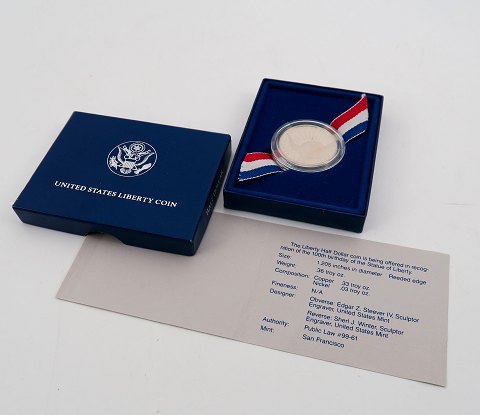 UNITED STATES LIBERTY COIN
The Liberty Half Dollar coin is being offered in recog-
nition of the 100th birthday of the Statue of Liberty.
Size: 1.205 inches in diameter Reeded edge
Weight: .36 troy oz.
Composition: Copper .33 troy oz.
Nickel .03 troy oz.
Fineness: N/A
Designer: Obverse: Edgar Z. Steever IV, Sculptor
Engraver, United States Mint
Reverse: Sherl J. Winter, Sculptor
Engraver, United States Mint
Authority: Public Law #99-61
Mint: San Francisco